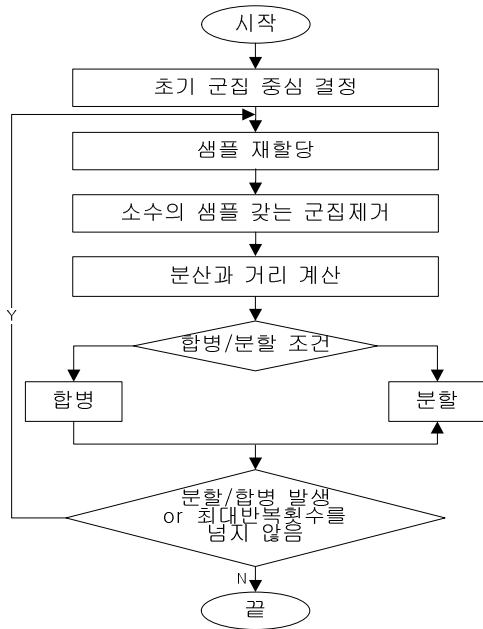 시작
초기 군집 중심 결정
샘플 재할당
소수의 샘플 갖는 군집제거
분산과 거리 계산
Y
합병/분할 조건
합병
분할
분할/합병 발생
or 최대반복횟수를
넘지 않음
N
끝